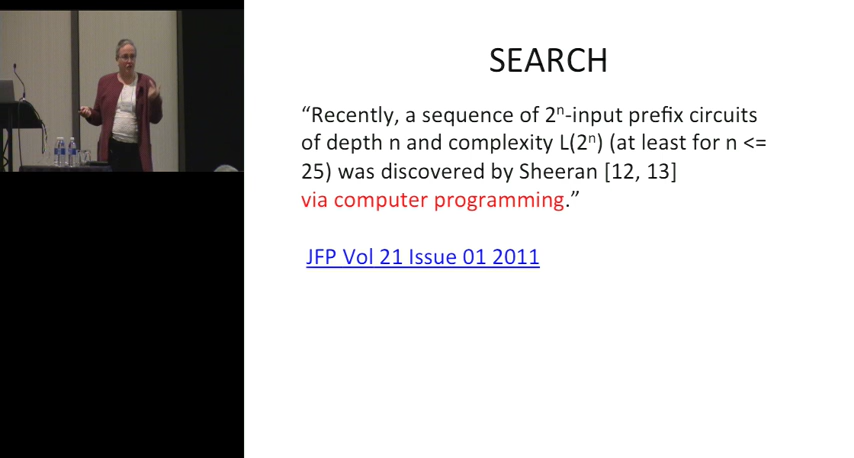 SEARCH
“Recently, a sequence of 2ⁿ-input prefix circuits
of depth n and complexity L(2ⁿ) (at least for n <=
25) was discovered by Sheeran [12, 13]
via computer programming.”
JFP Vol 21 Issue 01 2011